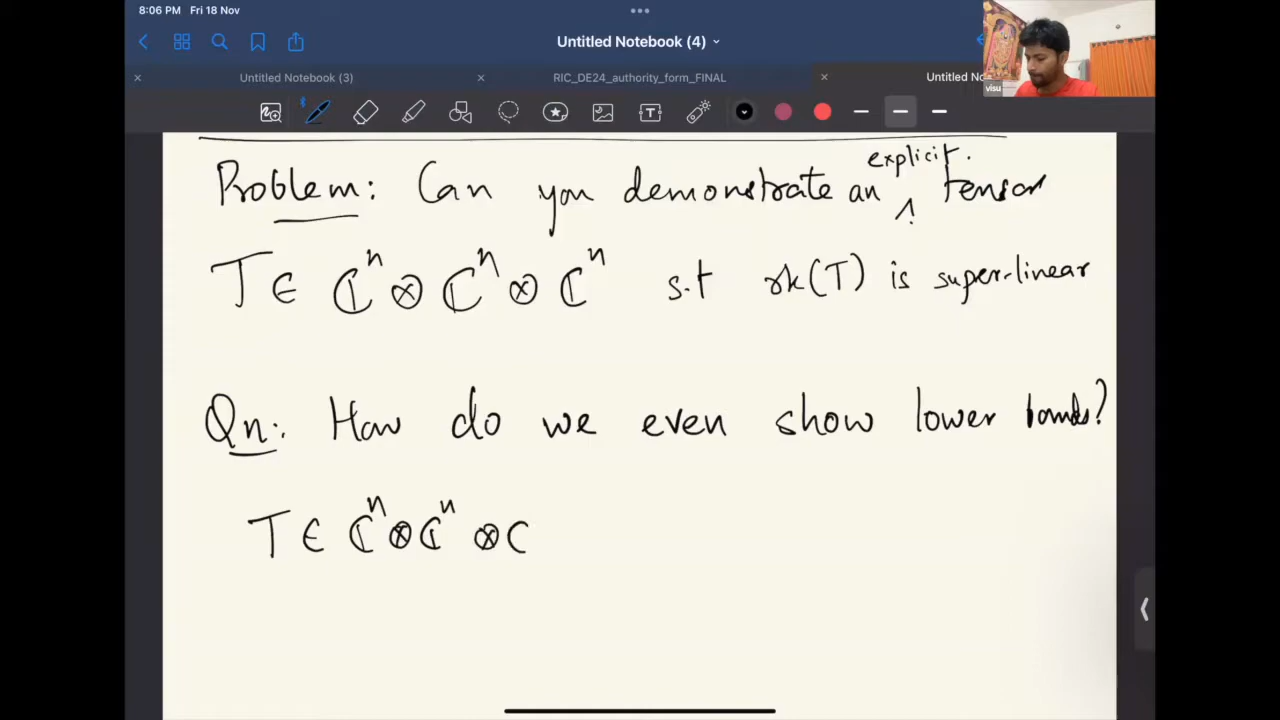 8:06 PM Fri 18 Nov
Untitled Notebook (4)
Untitled Notebook (3) RIC_DE24_authority_form_FINAL Untitled No
visu
explicit.
Problem: Can you demonstrate an ^ tensor
T ∈ ℂⁿ ⊗ ℂⁿ ⊗ ℂⁿ s.t rk(T) is super-linear
Qn: How do we even show lower bounds?
T ∈ ℂⁿ ⊗ ℂⁿ ⊗ C